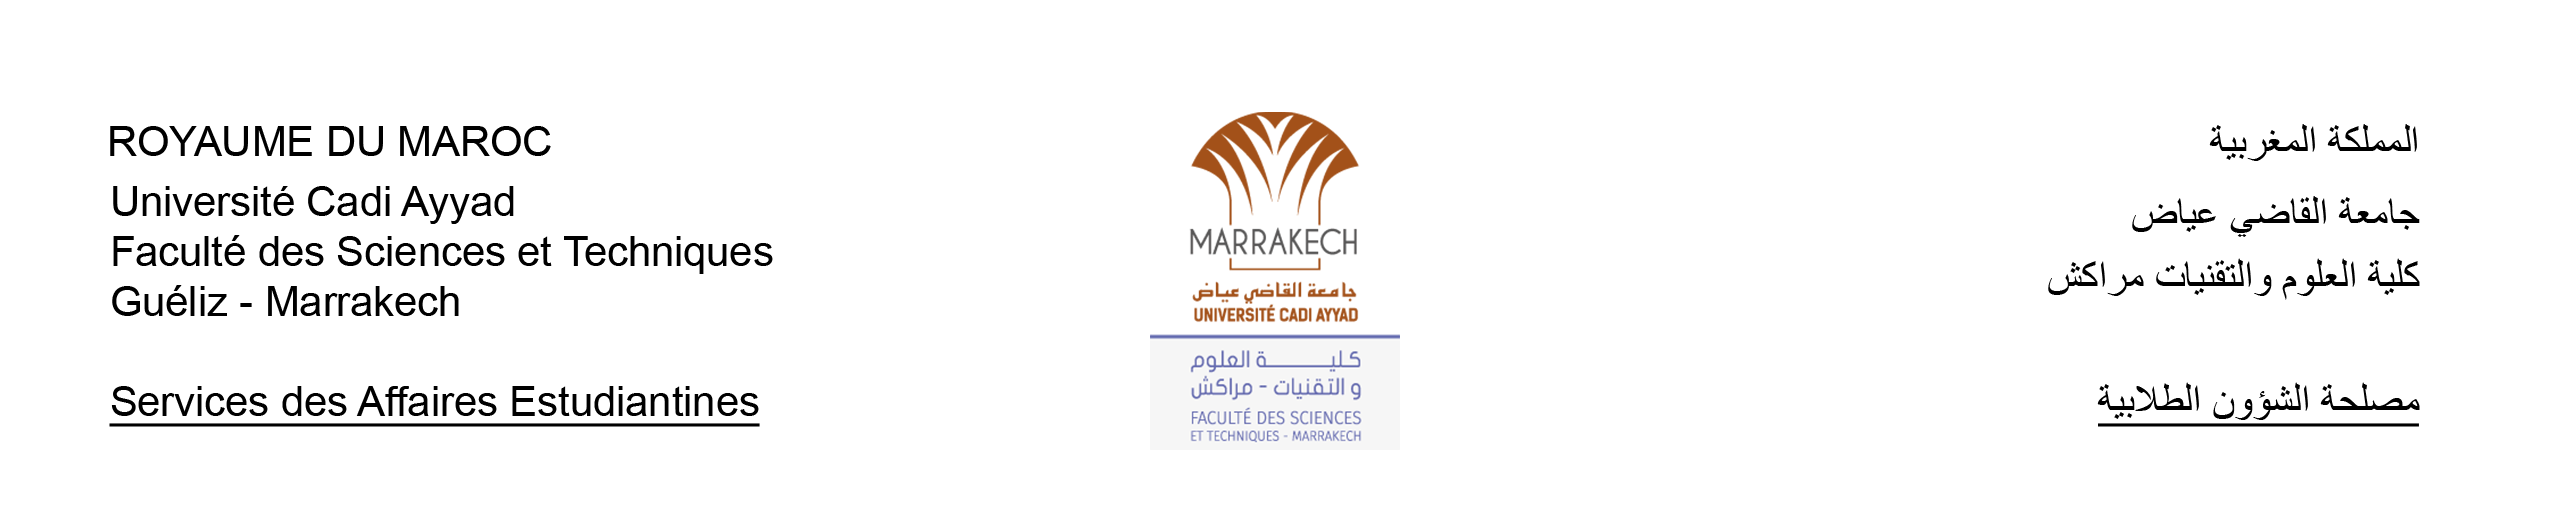 ROYAUME DU MAROC
Université Cadi Ayyad
Faculté des Sciences et Techniques
Guéliz - Marrakech
Services des Affaires Estudiantines
MARRAKECH
جامعة القاضي عياض
UNIVERSITÉ CADI AYYAD
كليـــــــة العلوم
و التقنيات - مراكش
FACULTÉ DES SCIENCES
ET TECHNIQUES - MARRAKECH
المملكة المغربية
جامعة القاضي عياض
كلية العلوم والتقنيات مراكش
مصلحة الشؤون الطلابية